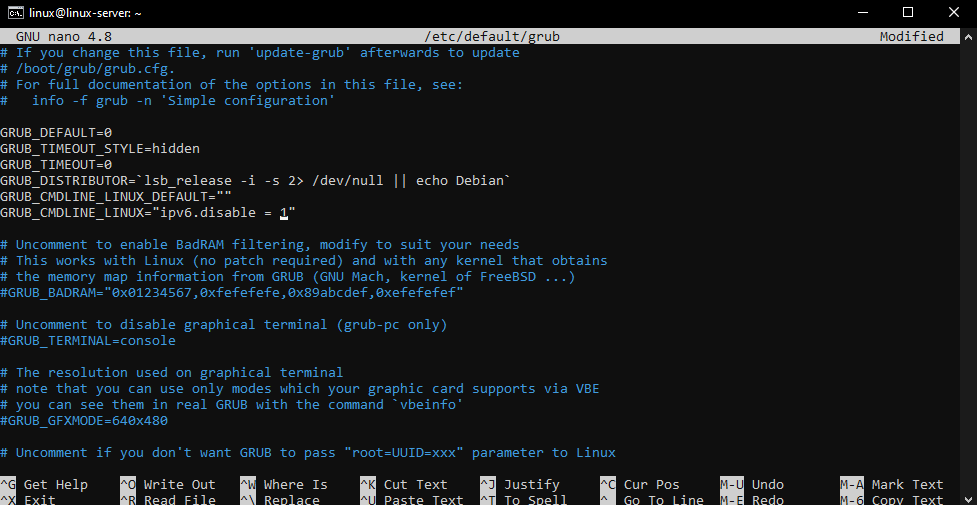 linux@linux-server: ~
GNU nano 4.8 /etc/default/grub Modified
# If you change this file, run 'update-grub' afterwards to update
# /boot/grub/grub.cfg.
# For full documentation of the options in this file, see:
#   info -f grub -n 'Simple configuration'
GRUB_DEFAULT=0
GRUB_TIMEOUT_STYLE=hidden
GRUB_TIMEOUT=0
GRUB_DISTRIBUTOR=`lsb_release -i -s 2> /dev/null || echo Debian`
GRUB_CMDLINE_LINUX_DEFAULT=""
GRUB_CMDLINE_LINUX="ipv6.disable = 1"
# Uncomment to enable BadRAM filtering, modify to suit your needs
# This works with Linux (no patch required) and with any kernel that obtains
# the memory map information from GRUB (GNU Mach, kernel of FreeBSD ...)
#GRUB_BADRAM="0x01234567,0xfefefefe,0x89abcdef,0xefefefef"
# Uncomment to disable graphical terminal (grub-pc only)
#GRUB_TERMINAL=console
# The resolution used on graphical terminal
# note that you can use only modes which your graphic card supports via VBE
# you can see them in real GRUB with the command `vbeinfo'
#GRUB_GFXMODE=640x480
# Uncomment if you don't want GRUB to pass "root=UUID=xxx" parameter to Linux
^G Get Help ^O Write Out ^W Where Is ^K Cut Text ^J Justify ^C Cur Pos M-U Undo M-A Mark Text
^X Exit ^R Read File ^\ Replace ^U Paste Text ^T To Spell ^_ Go To Line M-E Redo M-6 Copy Text